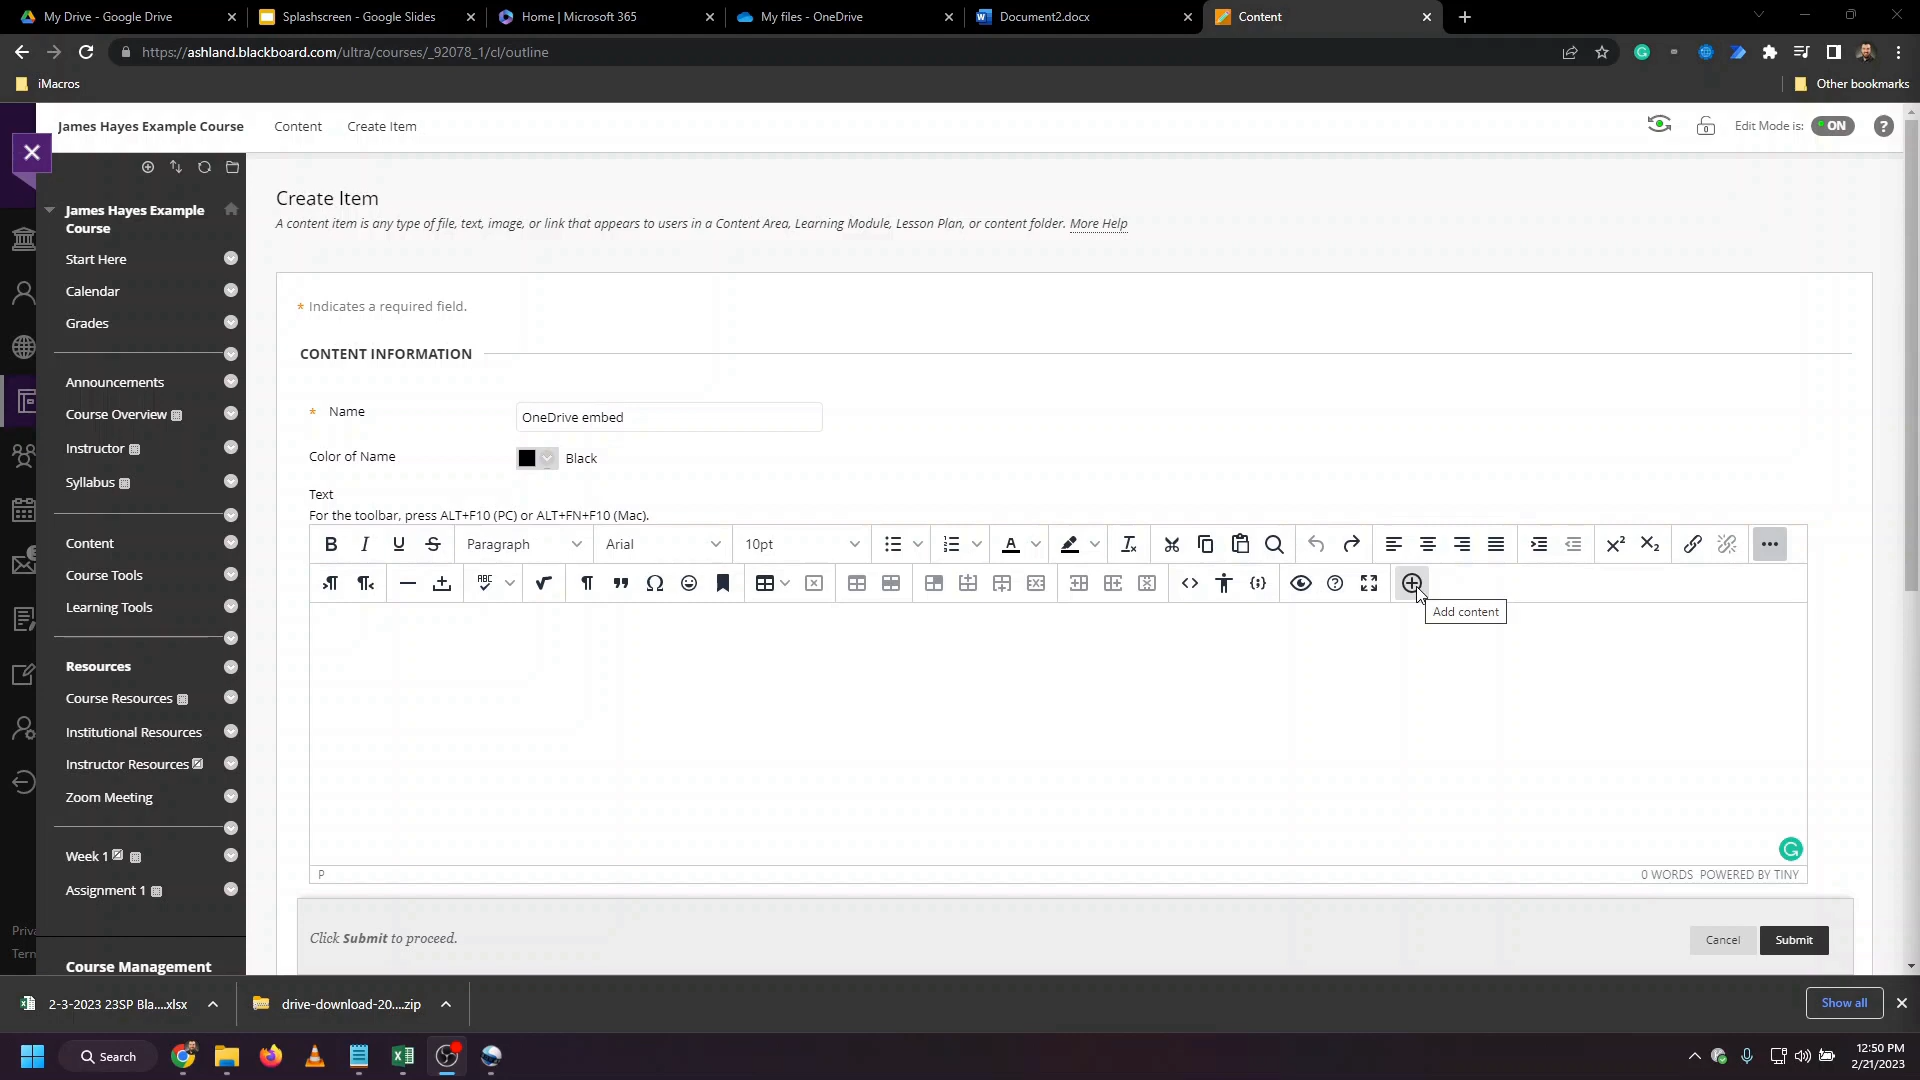 My Drive - Google Drive
Splashscreen - Google Slides
Home | Microsoft 365
My files - OneDrive
Document2.docx
Content
https://ashland.blackboard.com/ultra/courses/_92078_1/cl/outline
iMacros
Other bookmarks
James Hayes Example Course
Content
Create Item
Edit Mode is:
ON
?
James Hayes Example
Course
Start Here
Calendar
Grades
Announcements
Course Overview
Instructor
Syllabus
Content
Course Tools
Learning Tools
Resources
Course Resources
Institutional Resources
Instructor Resources
Zoom Meeting
Week 1
Assignment 1
Course Management
Priva
Term
Create Item
A content item is any type of file, text, image, or link that appears to users in a Content Area, Learning Module, Lesson Plan, or content folder. More Help
* Indicates a required field.
CONTENT INFORMATION
* Name
OneDrive embed
Color of Name
Black
Text
For the toolbar, press ALT+F10 (PC) or ALT+FN+F10 (Mac).
B I U S Paragraph Arial 10pt
Add content
P
0 WORDS POWERED BY TINY
Click Submit to proceed.
Cancel
Submit
2-3-2023 23SP Bla....xlsx
drive-download-20....zip
Show all
Search
12:50 PM
2/21/2023